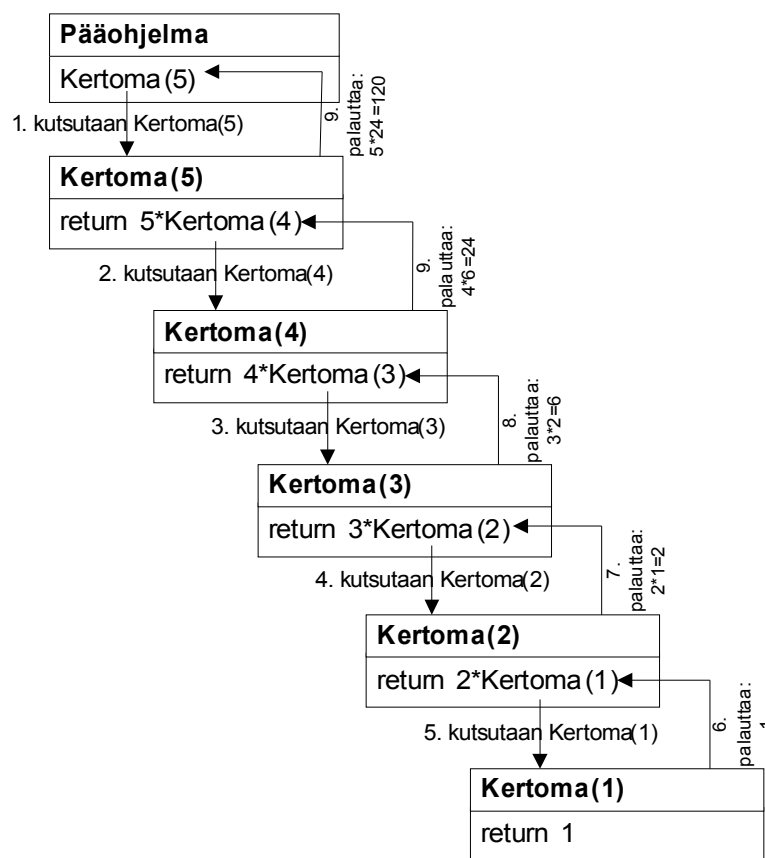 Pääohjelma
Kertoma(5)
1. kutsutaan Kertoma(5)
9.
palauttaa:
5*24=120
Kertoma(5)
return 5*Kertoma(4)
2. kutsutaan Kertoma(4)
9.
palauttaa:
4*6=24
Kertoma(4)
return 4*Kertoma(3)
3. kutsutaan Kertoma(3)
8.
palauttaa:
3*2=6
Kertoma(3)
return 3*Kertoma(2)
4. kutsutaan Kertoma(2)
7.
palauttaa:
2*1=2
Kertoma(2)
return 2*Kertoma(1)
5. kutsutaan Kertoma(1)
6.
palauttaa:
Kertoma(1)
return 1